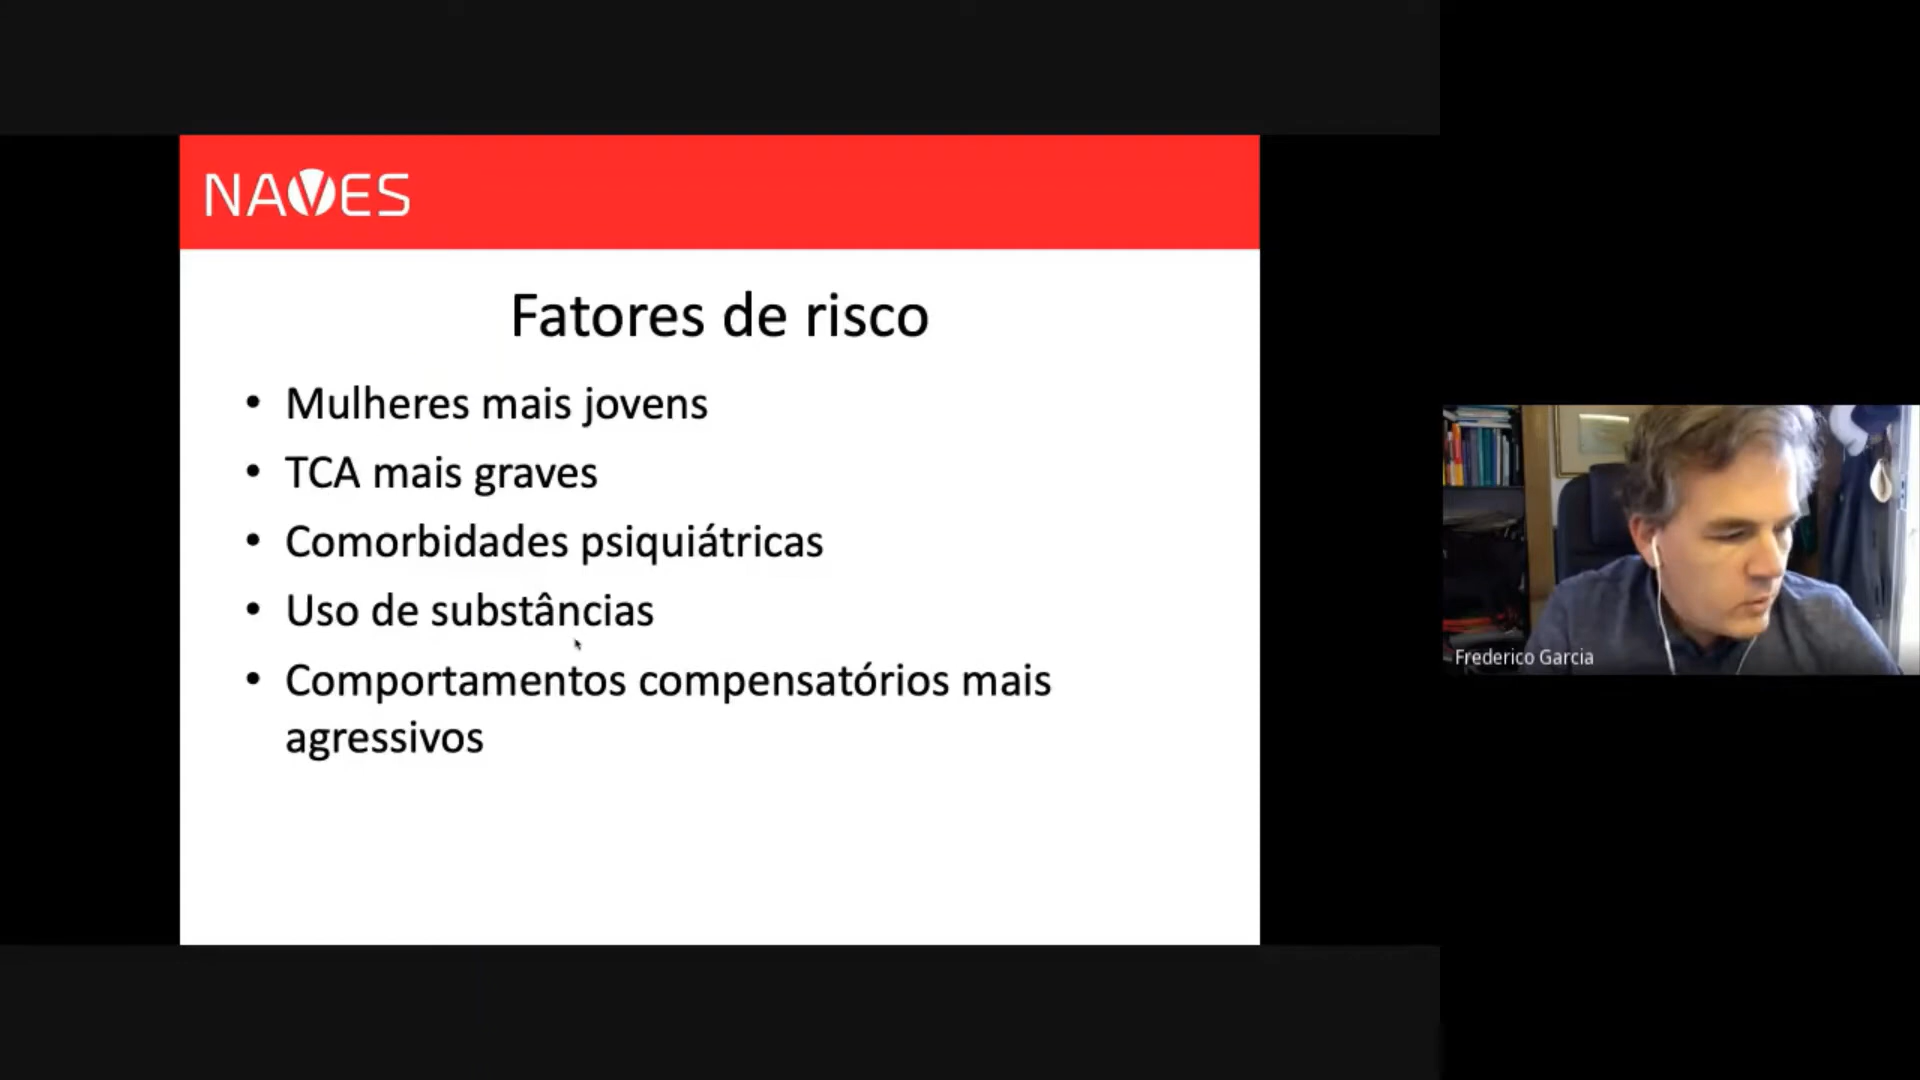 NAVES
Fatores de risco
• Mulheres mais jovens
• TCA mais graves
• Comorbidades psiquiátricas
• Uso de substâncias
• Comportamentos compensatórios mais
agressivos
Frederico Garcia